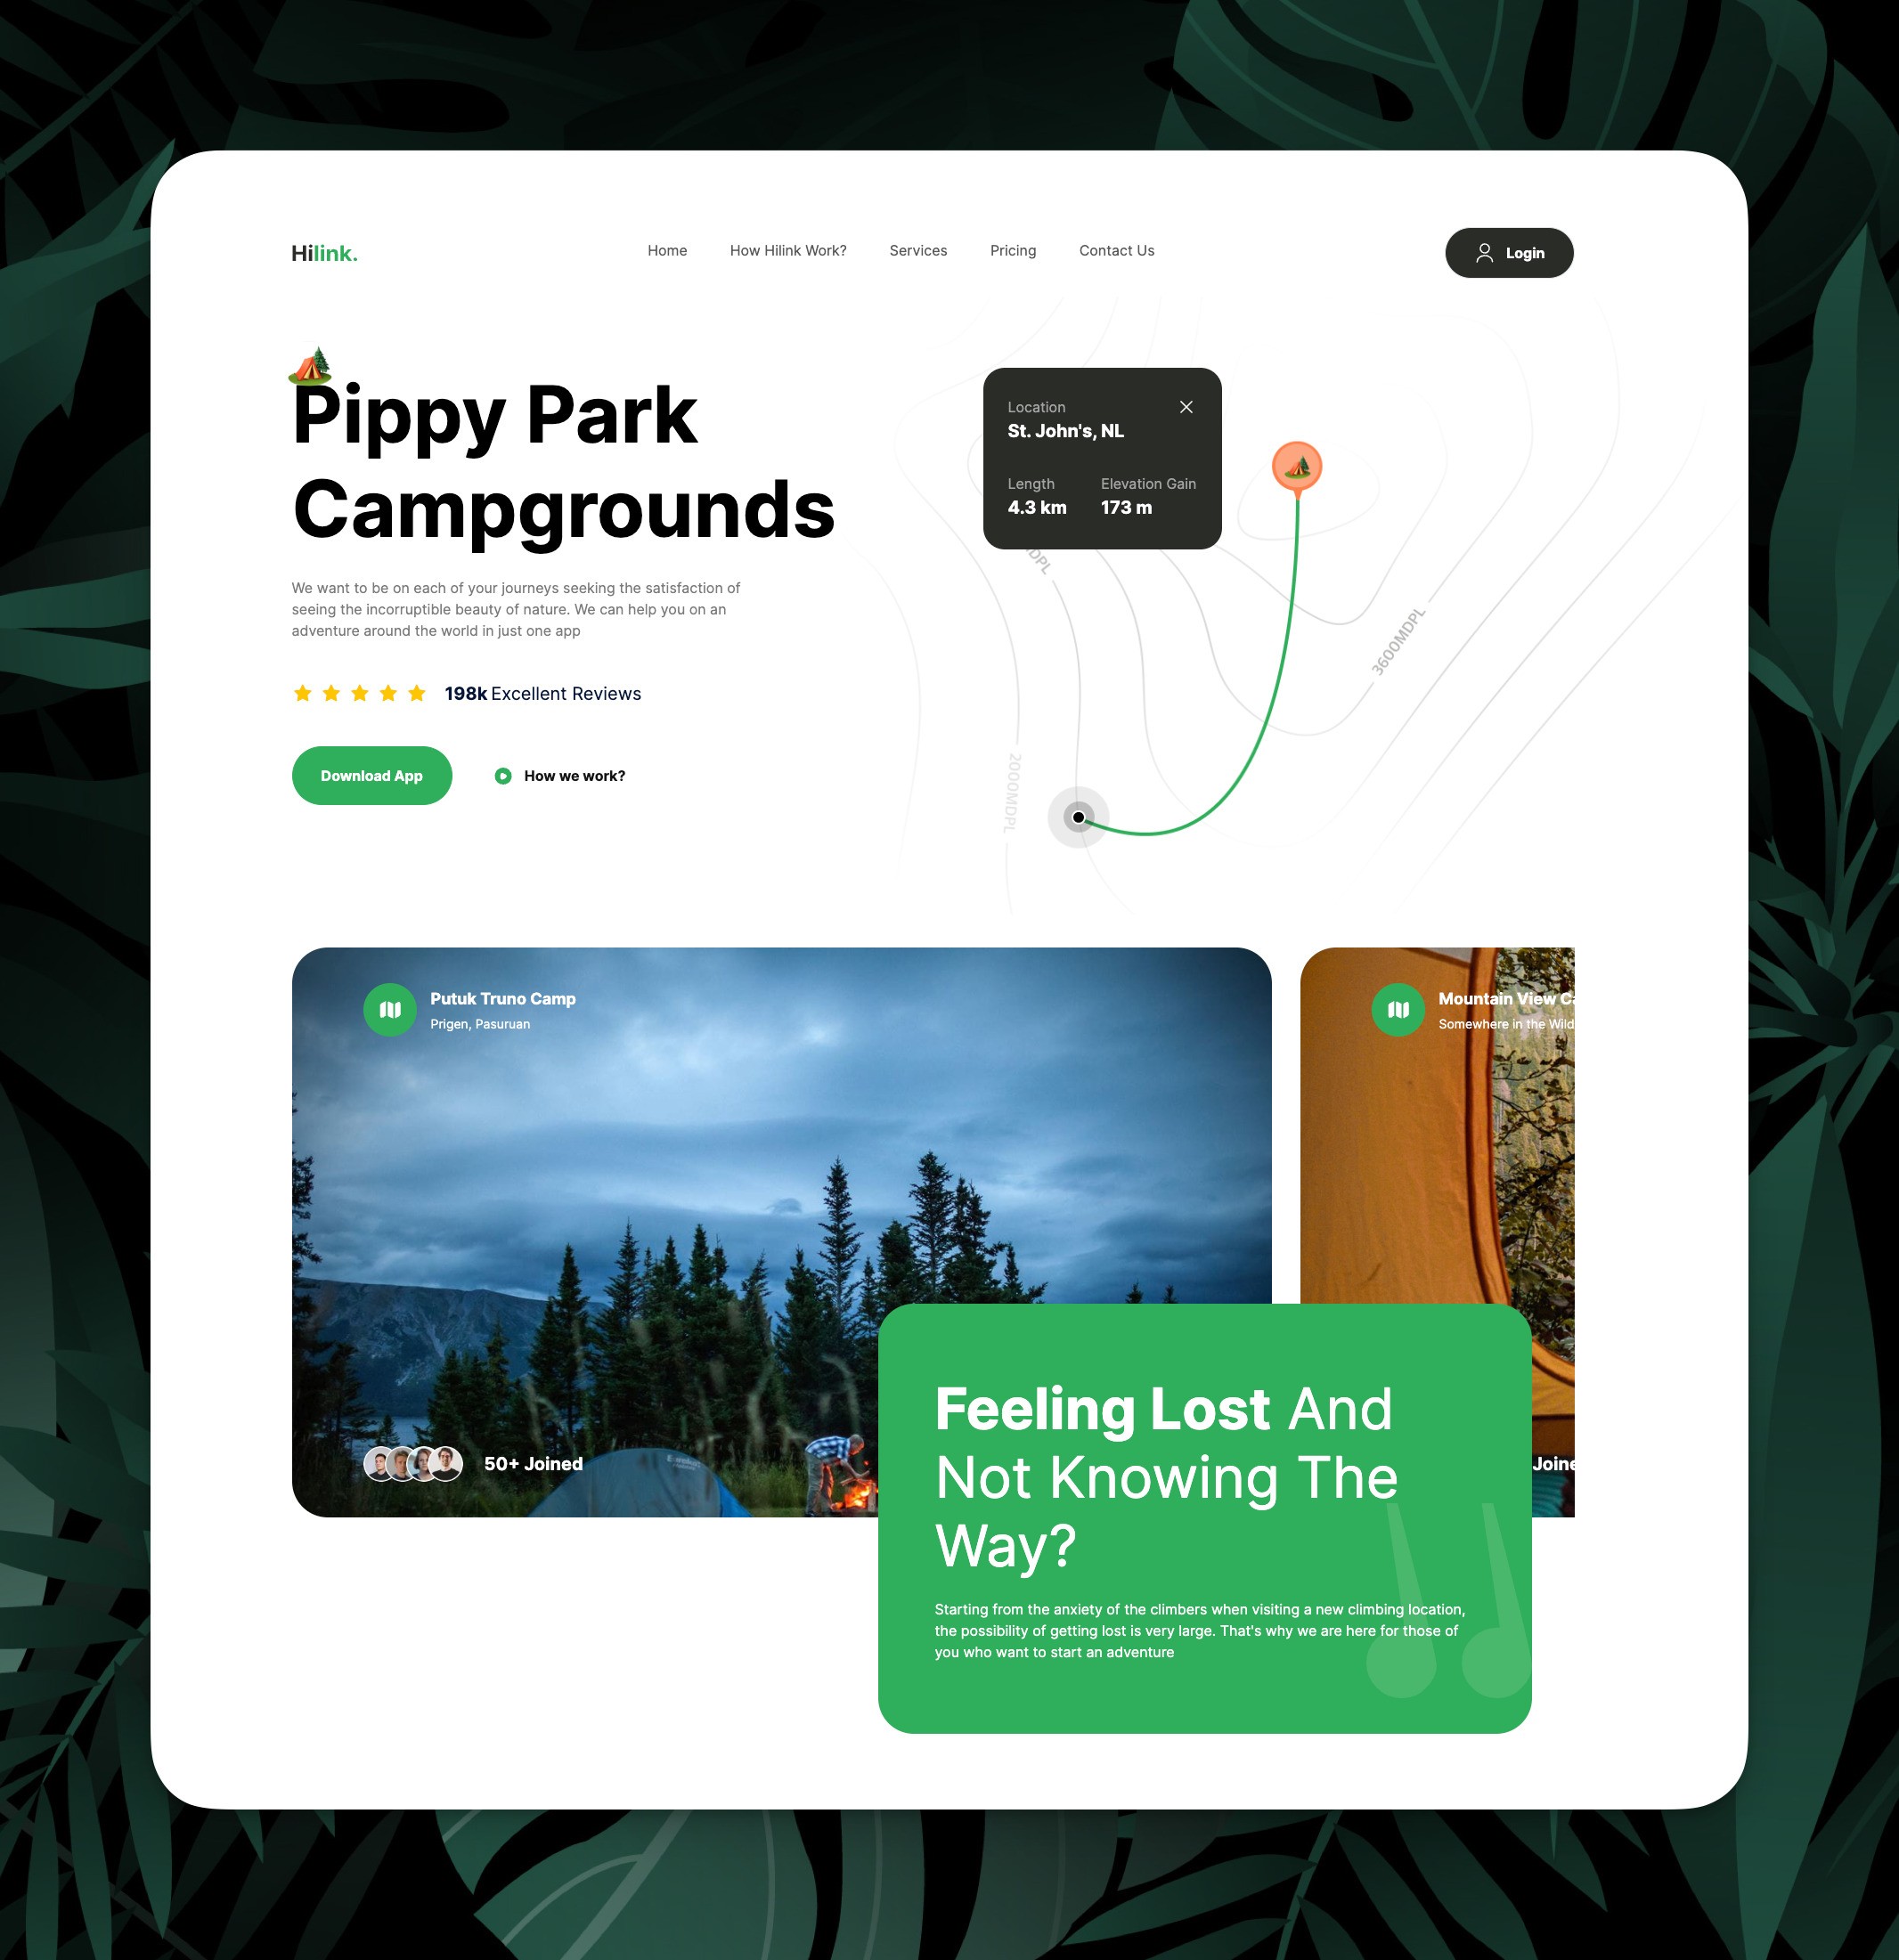 Hilink.
Home
How Hilink Work?
Services
Pricing
Contact Us
Login
Pippy Park
Campgrounds
We want to be on each of your journeys seeking the satisfaction of
seeing the incorruptible beauty of nature. We can help you on an
adventure around the world in just one app
198k Excellent Reviews
Download App
How we work?
Location
St. John's, NL
Length
Elevation Gain
4.3 km
173 m
DPL
3600MDPL
2000MDPL
Putuk Truno Camp
Prigen, Pasuruan
50+ Joined
Mountain View Ca
Somewhere in the Wild
Joine
Feeling Lost And
Not Knowing The
Way?
Starting from the anxiety of the climbers when visiting a new climbing location,
the possibility of getting lost is very large. That's why we are here for those of
you who want to start an adventure